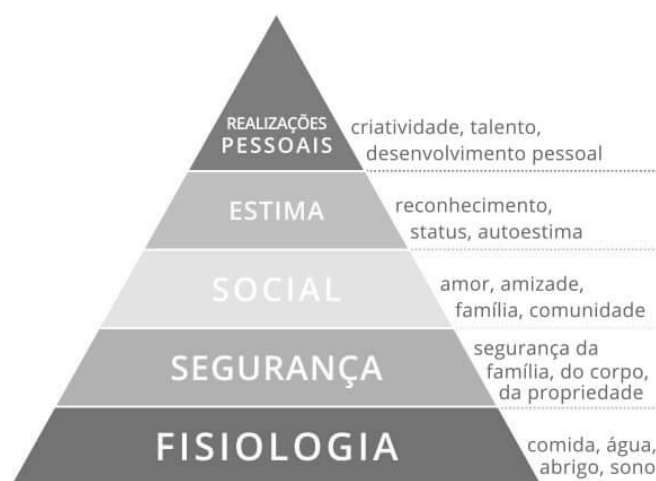 REALIZAÇÕES
PESSOAIS
criatividade, talento,
desenvolvimento pessoal
ESTIMA
reconhecimento,
status, autoestima
SOCIAL
amor, amizade,
família, comunidade
SEGURANÇA
segurança da
família, do corpo,
da propriedade
FISIOLOGIA
comida, água,
abrigo, sono